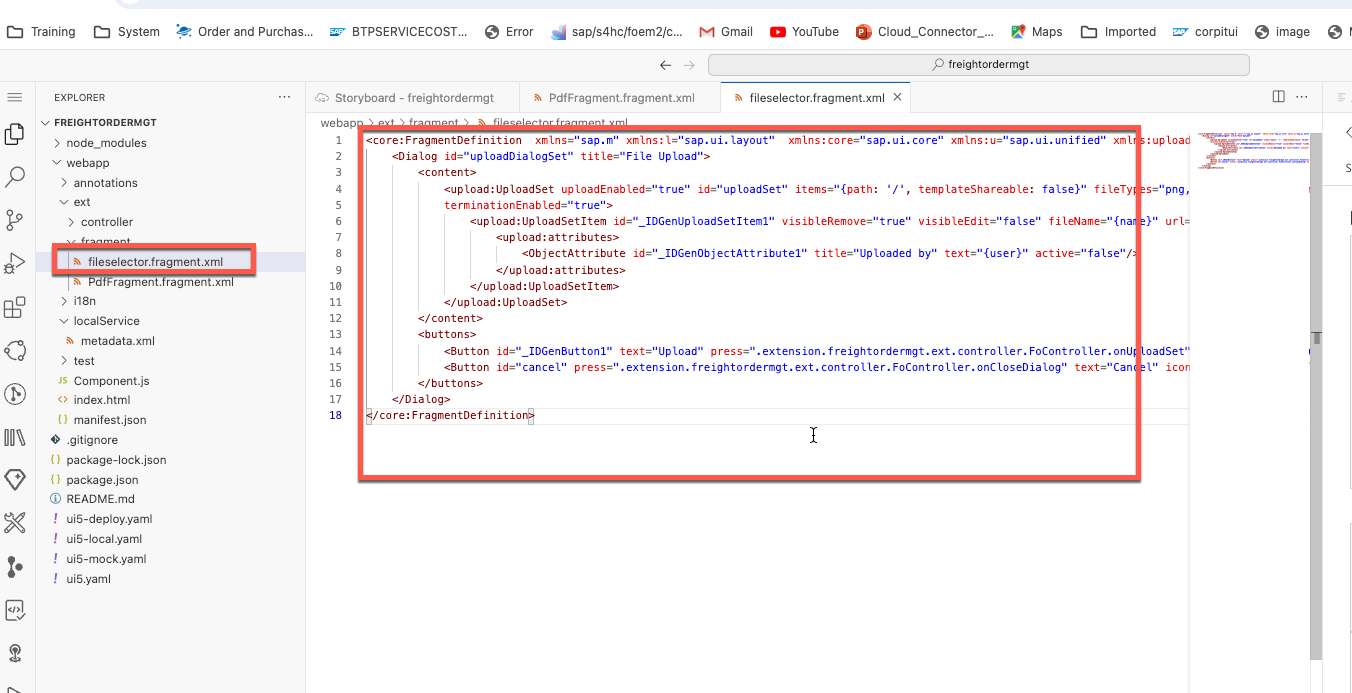 Training System Order and Purchas... SAP BTPSERVICECOST... Error sap/s4hc/foem2/c... Gmail YouTube Cloud_Connector_... Maps Imported SAP corpitui image
freightordermgt
EXPLORER ···
Storyboard - freightordermgt PdfFragment.fragment.xml fileselector.fragment.xml
webapp > ext > fragment > fileselector.fragment.xml
FREIGHTORDERMGT
node_modules
webapp
annotations
ext
controller
fragment
fileselector.fragment.xml
PdfFragment.fragment.xml
i18n
localService
metadata.xml
test
JS Component.js
<> index.html
{} manifest.json
.gitignore
{} package-lock.json
{} package.json
README.md
! ui5-deploy.yaml
! ui5-local.yaml
! ui5-mock.yaml
! ui5.yaml
1 <core:FragmentDefinition xmlns="sap.m" xmlns:l="sap.ui.layout" xmlns:core="sap.ui.core" xmlns:u="sap.ui.unified" xmlns:upload
2 <Dialog id="uploadDialogSet" title="File Upload">
3 <content>
4 <upload:UploadSet uploadEnabled="true" id="uploadSet" items="{path: '/', templateShareable: false}" fileTypes="png,
5 terminationEnabled="true">
6 <upload:UploadSetItem id="_IDGenUploadSetItem1" visibleRemove="true" visibleEdit="false" fileName="{name}" url=
7 <upload:attributes>
8 <ObjectAttribute id="_IDGenObjectAttribute1" title="Uploaded by" text="{user}" active="false"/>
9 </upload:attributes>
10 </upload:UploadSetItem>
11 </upload:UploadSet>
12 </content>
13 <buttons>
14 <Button id="_IDGenButton1" text="Upload" press=".extension.freightordermgt.ext.controller.FoController.onUploadSet"
15 <Button id="cancel" press=".extension.freightordermgt.ext.controller.FoController.onCloseDialog" text="Cancel" icon
16 </buttons>
17 </Dialog>
18 </core:FragmentDefinition>